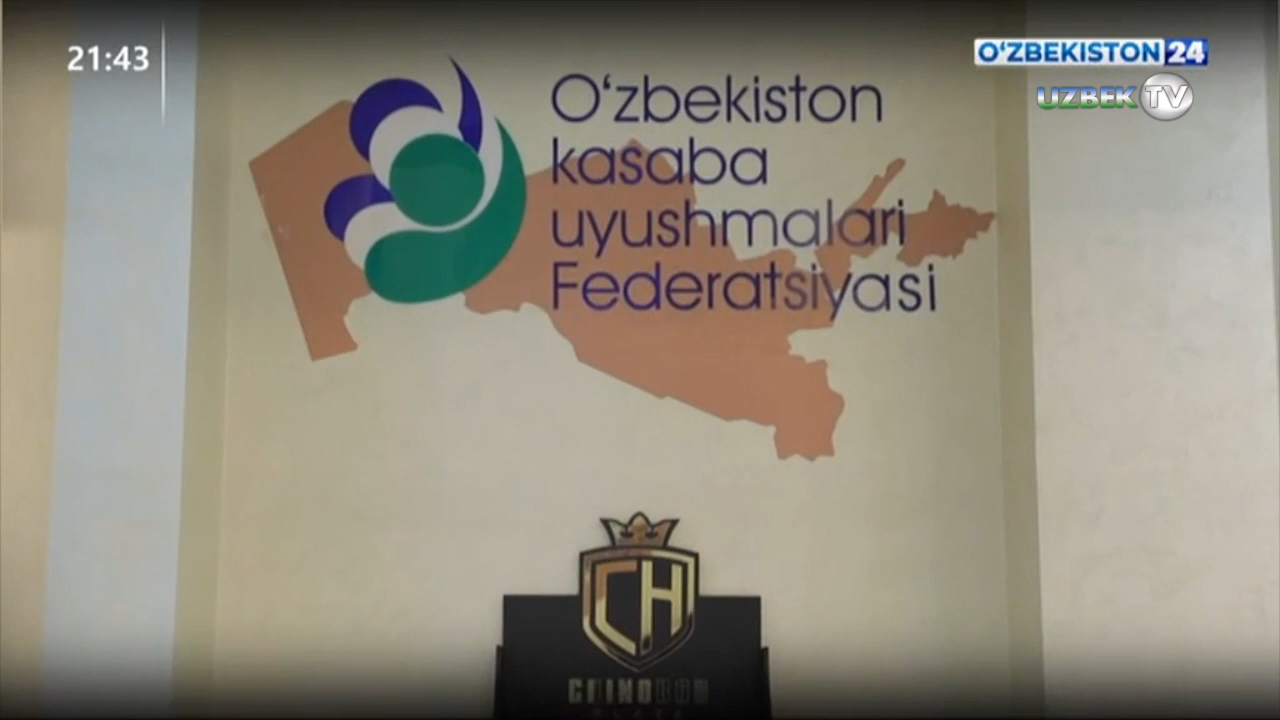 21:43
O‘ZBEKISTON 24
UZBEK TV
O‘zbekiston
kasaba
uyushmalari
Federatsiyasi
CH